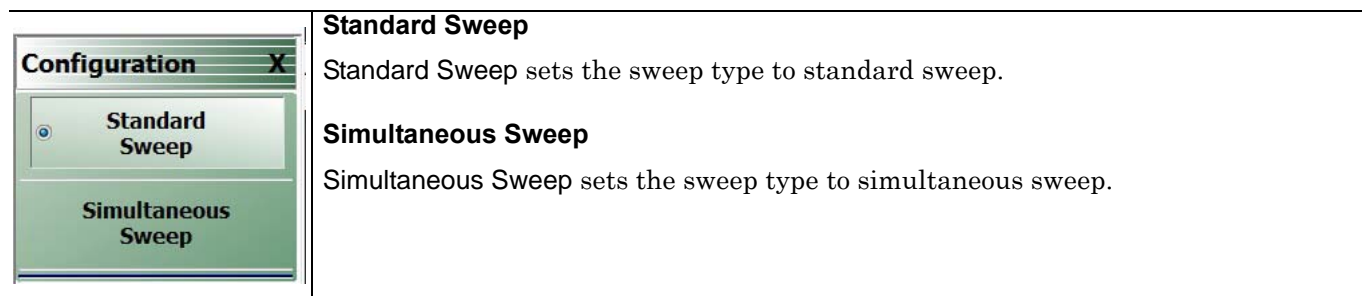 Configuration X
Standard
Sweep
Simultaneous
Sweep
Standard Sweep
Standard Sweep sets the sweep type to standard sweep.
Simultaneous Sweep
Simultaneous Sweep sets the sweep type to simultaneous sweep.